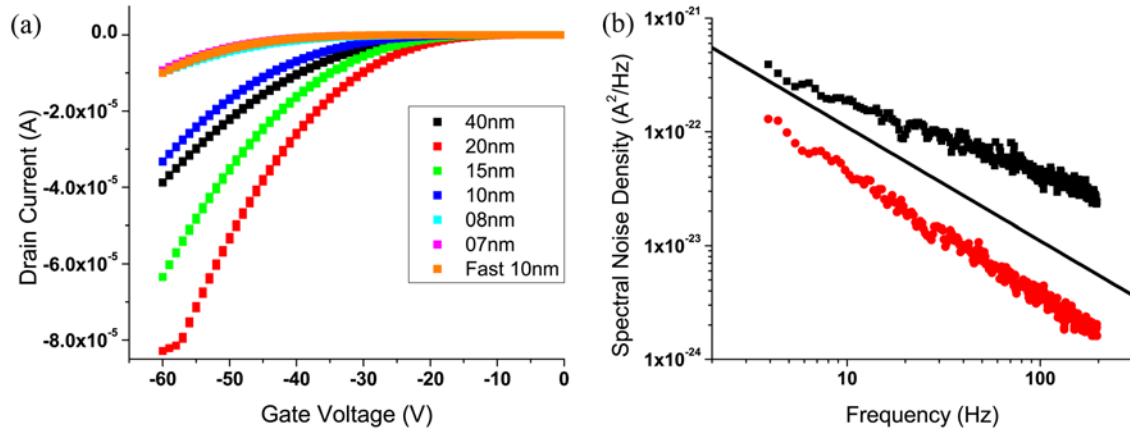 (a)
0.0
-2.0x10⁻⁵
-4.0x10⁻⁵
-6.0x10⁻⁵
-8.0x10⁻⁵
Drain Current (A)
-60 -50 -40 -30 -20 -10 0
Gate Voltage (V)
40nm
20nm
15nm
10nm
08nm
07nm
Fast 10nm
(b)
1x10⁻²¹
1x10⁻²²
1x10⁻²³
1x10⁻²⁴
Spectral Noise Density (A²/Hz)
10 100
Frequency (Hz)